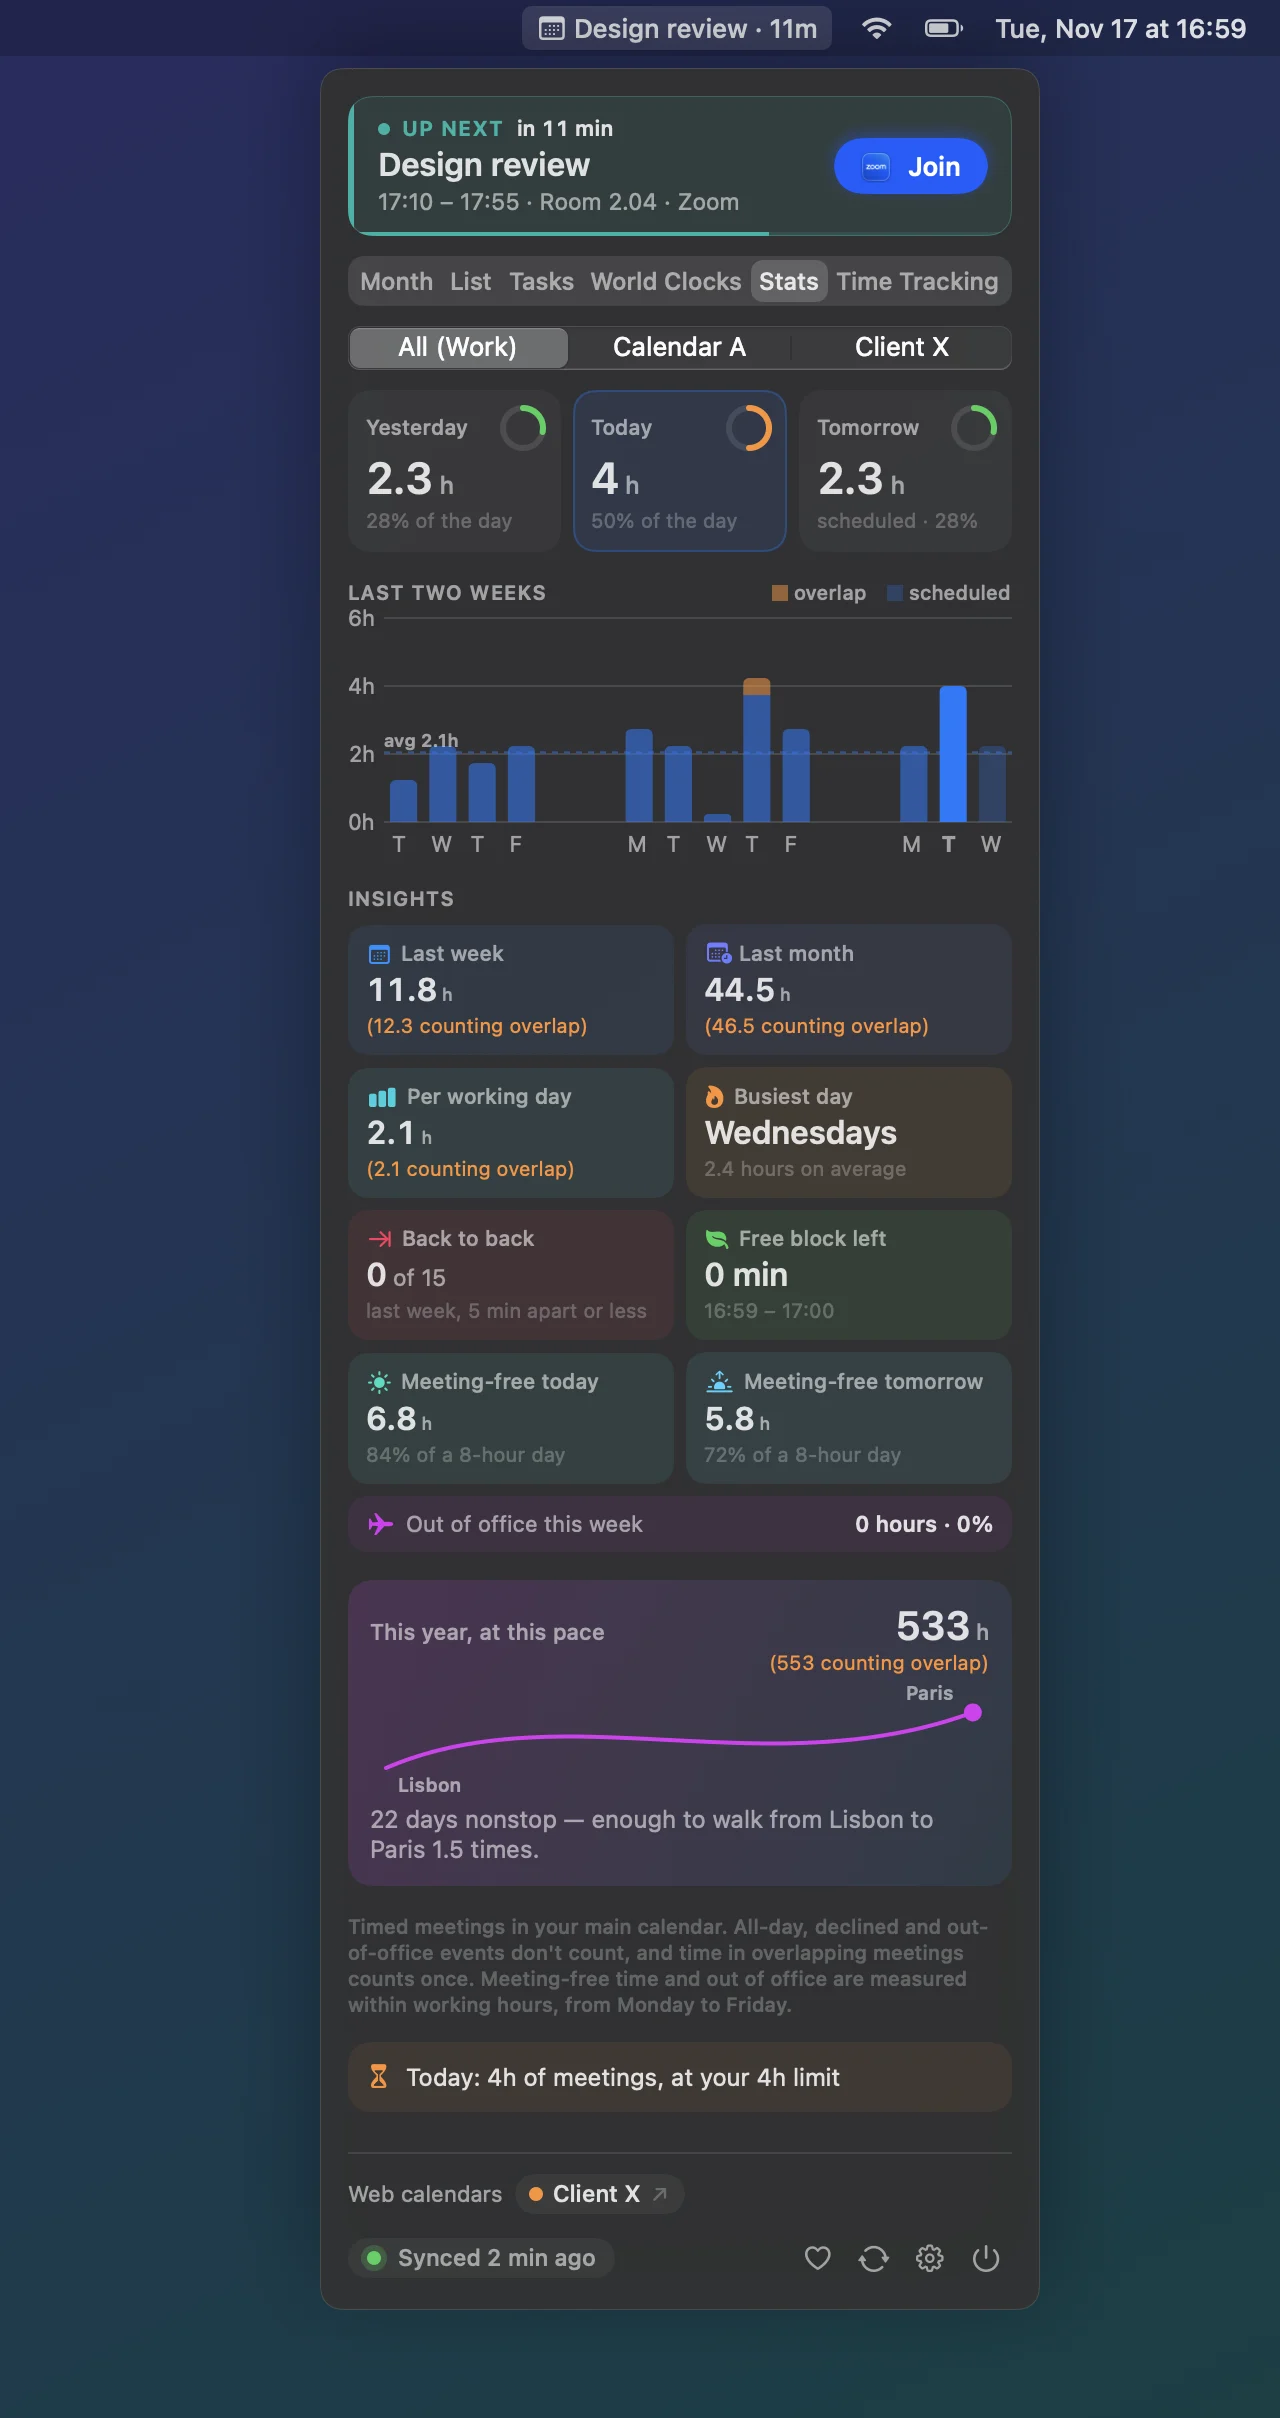 Design review · 11m
Tue, Nov 17 at 16:59
UP NEXT in 11 min
Design review
17:10 – 17:55 · Room 2.04 · Zoom
zoom Join
Month List Tasks World Clocks Stats Time Tracking
All (Work) Calendar A Client X
Yesterday
2.3 h
28% of the day
Today
4 h
50% of the day
Tomorrow
2.3 h
scheduled · 28%
LAST TWO WEEKS
overlap scheduled
6h
4h
avg 2.1h
2h
0h
T W T F M T W T F M T W
INSIGHTS
Last week
11.8 h
(12.3 counting overlap)
Last month
44.5 h
(46.5 counting overlap)
Per working day
2.1 h
(2.1 counting overlap)
Busiest day
Wednesdays
2.4 hours on average
Back to back
0 of 15
last week, 5 min apart or less
Free block left
0 min
16:59 – 17:00
Meeting-free today
6.8 h
84% of a 8-hour day
Meeting-free tomorrow
5.8 h
72% of a 8-hour day
Out of office this week
0 hours · 0%
This year, at this pace
533 h
(553 counting overlap)
Paris
Lisbon
22 days nonstop — enough to walk from Lisbon to
Paris 1.5 times.
Timed meetings in your main calendar. All-day, declined and out-
of-office events don't count, and time in overlapping meetings
counts once. Meeting-free time and out of office are measured
within working hours, from Monday to Friday.
Today: 4h of meetings, at your 4h limit
Web calendars Client X
Synced 2 min ago